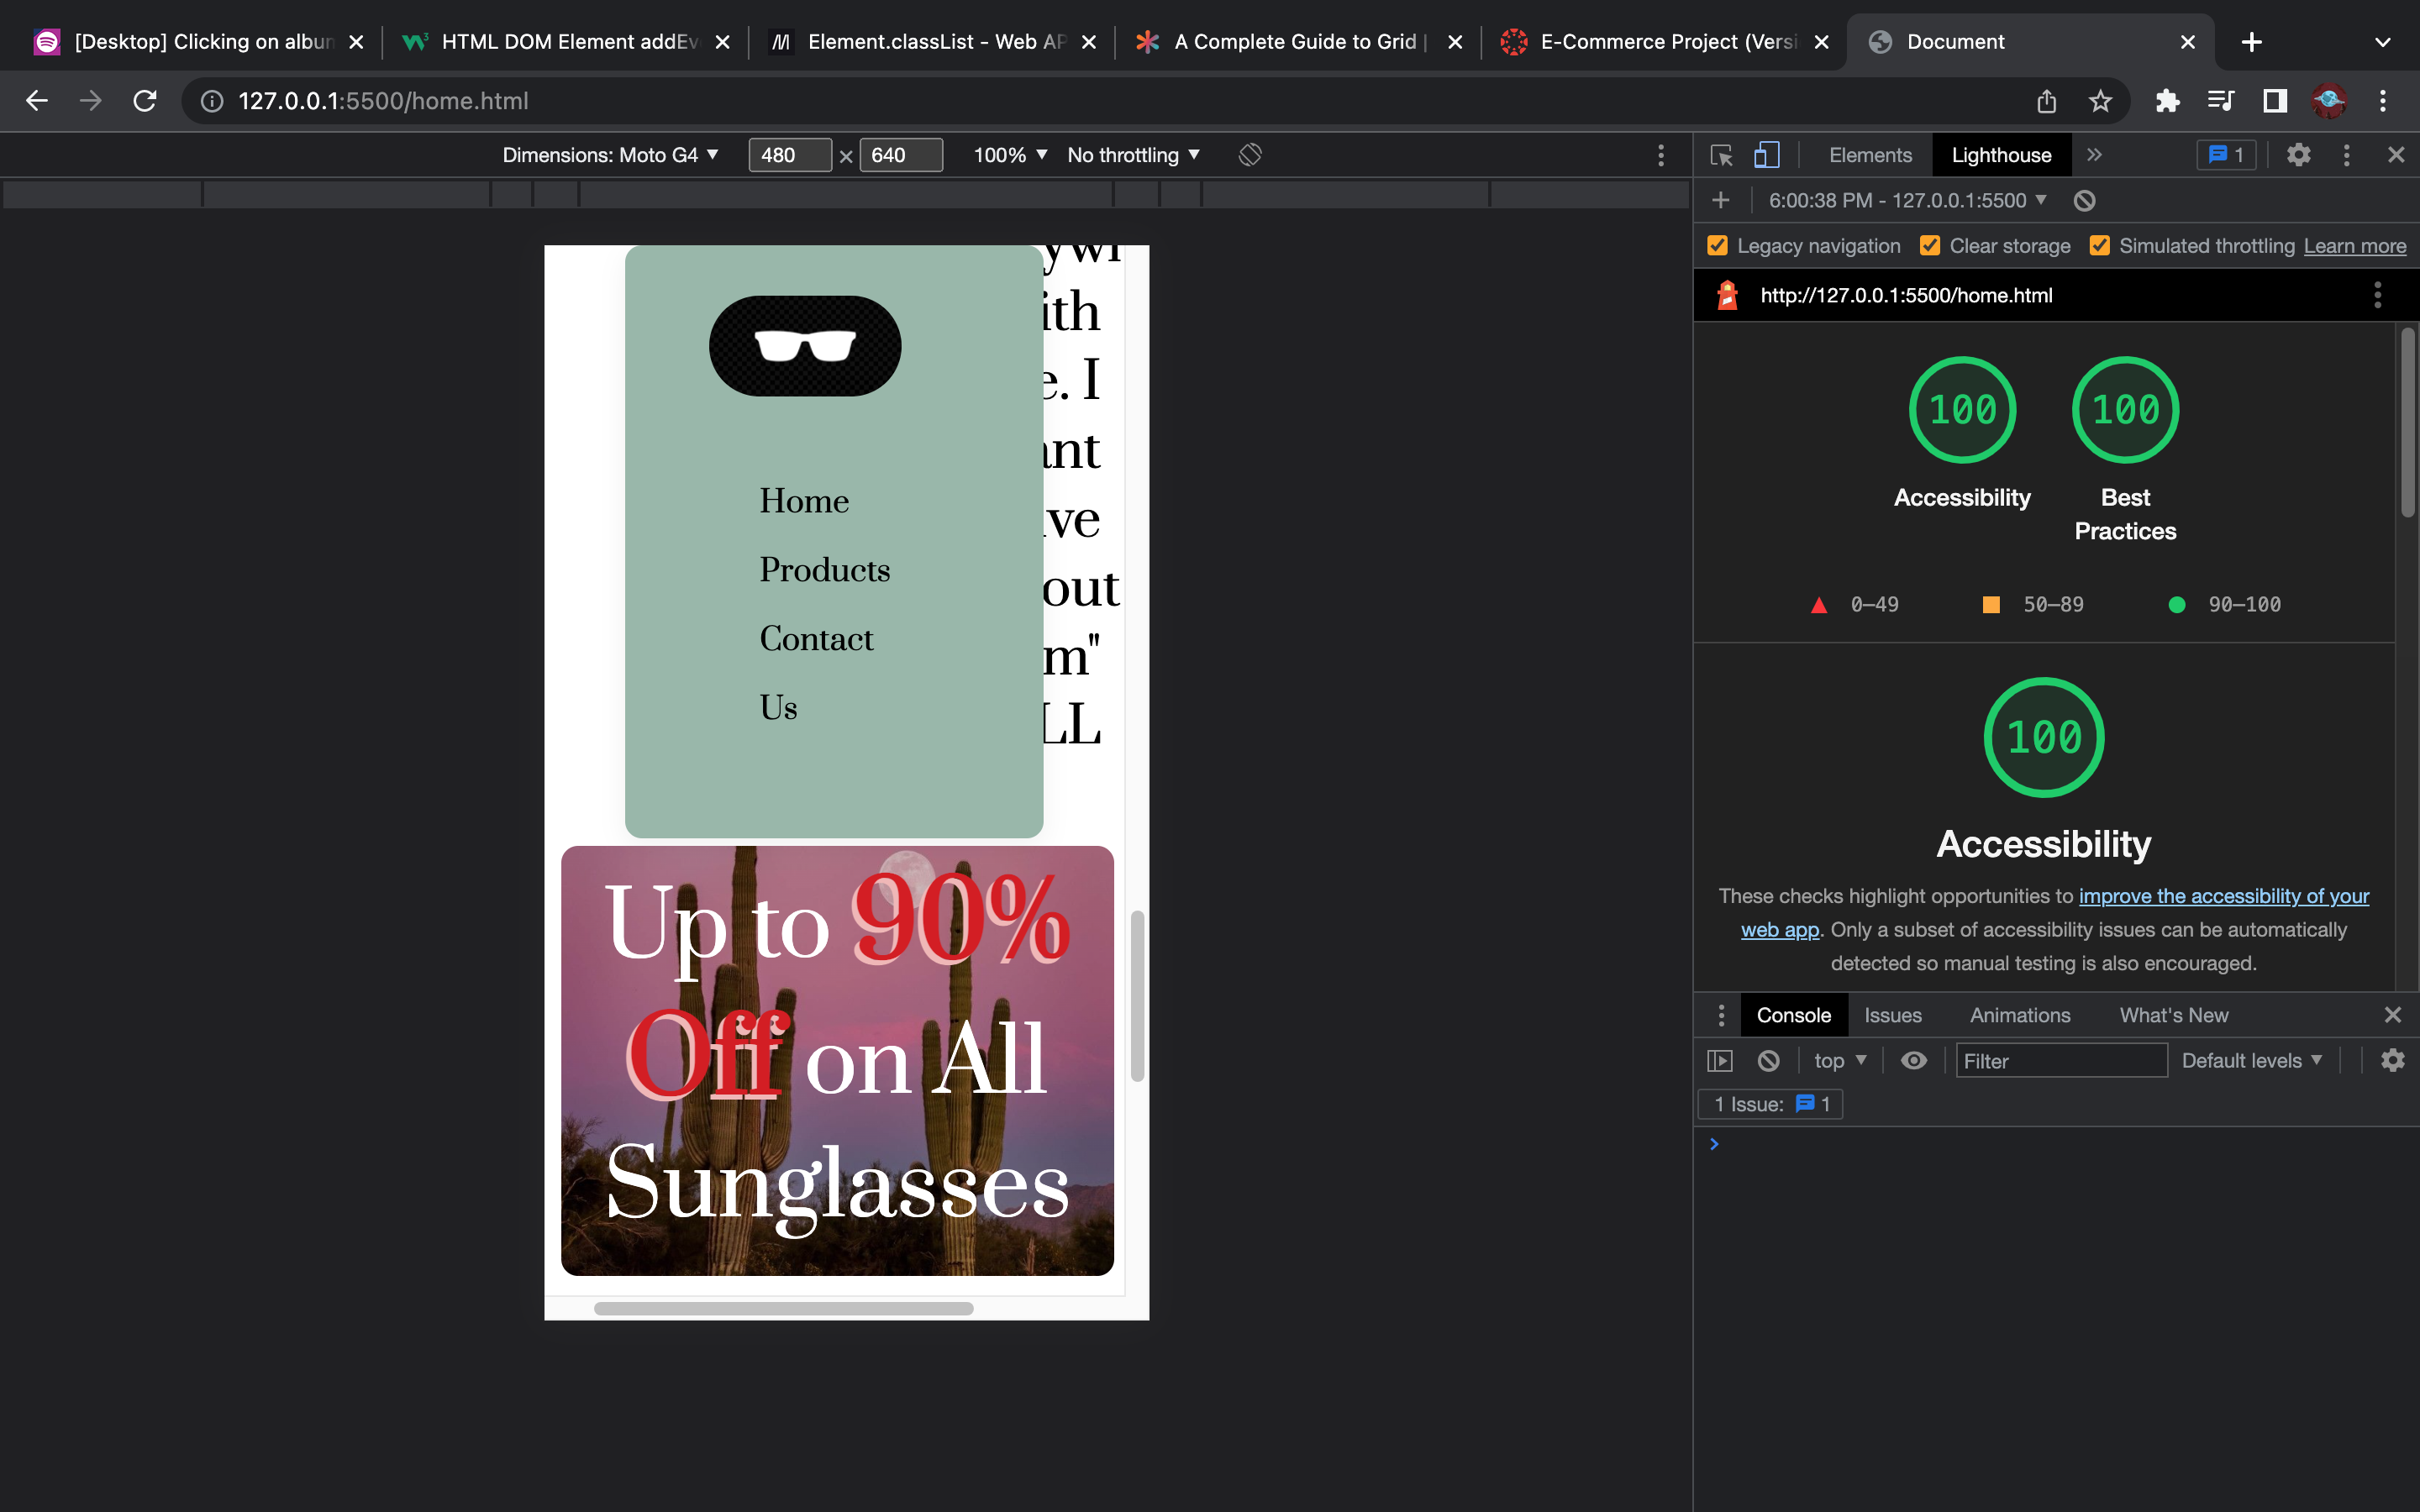 [Desktop] Clicking on album
HTML DOM Element addEv
Element.classList - Web AP
A Complete Guide to Grid |
E-Commerce Project (Versi
Document
127.0.0.1:5500/home.html
Dimensions: Moto G4
480 × 640
100%
No throttling
Elements
Lighthouse
1
6:00:38 PM - 127.0.0.1:5500
Legacy navigation
Clear storage
Simulated throttling
Learn more
http://127.0.0.1:5500/home.html
ywi
ith
e. I
ant
ive
out
m"
LL
Home
Products
Contact
Us
Up to 90%
Off on All
Sunglasses
100
100
Accessibility
Best
Practices
0–49
50–89
90–100
100
Accessibility
These checks highlight opportunities to improve the accessibility of your
web app. Only a subset of accessibility issues can be automatically
detected so manual testing is also encouraged.
Console
Issues
Animations
What's New
top
Filter
Default levels
1 Issue: 1